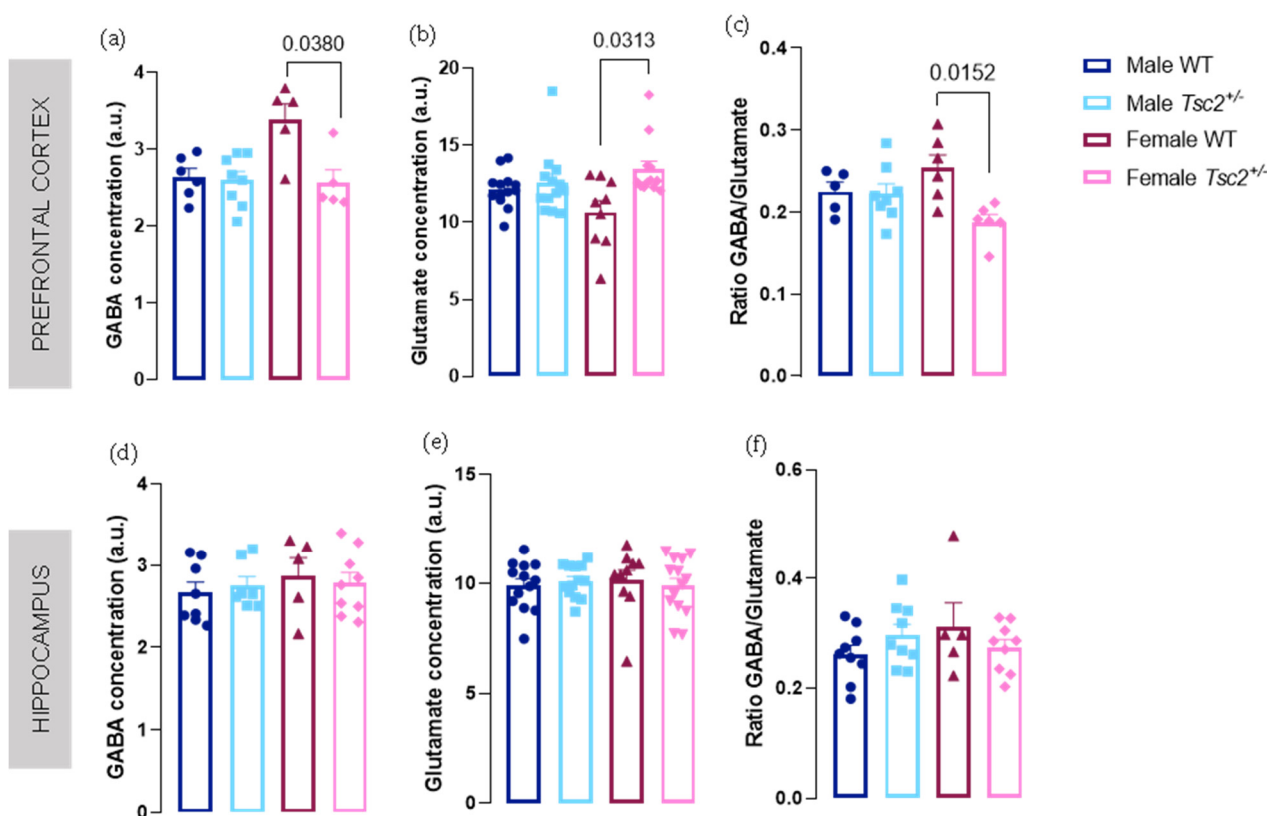 PREFRONTAL CORTEX
(a)
GABA concentration (a.u.)
4
3
2
1
0
0.0380
(b)
Glutamate concentration (a.u.)
20
15
10
5
0
0.0313
(c)
Ratio GABA/Glutamate
0.4
0.3
0.2
0.1
0.0
0.0152
Male WT
Male Tsc2+/-
Female WT
Female Tsc2+/-
HIPPOCAMPUS
(d)
GABA concentration (a.u.)
4
3
2
1
0
(e)
Glutamate concentration (a.u.)
15
10
5
0
(f)
Ratio GABA/Glutamate
0.6
0.4
0.2
0.0